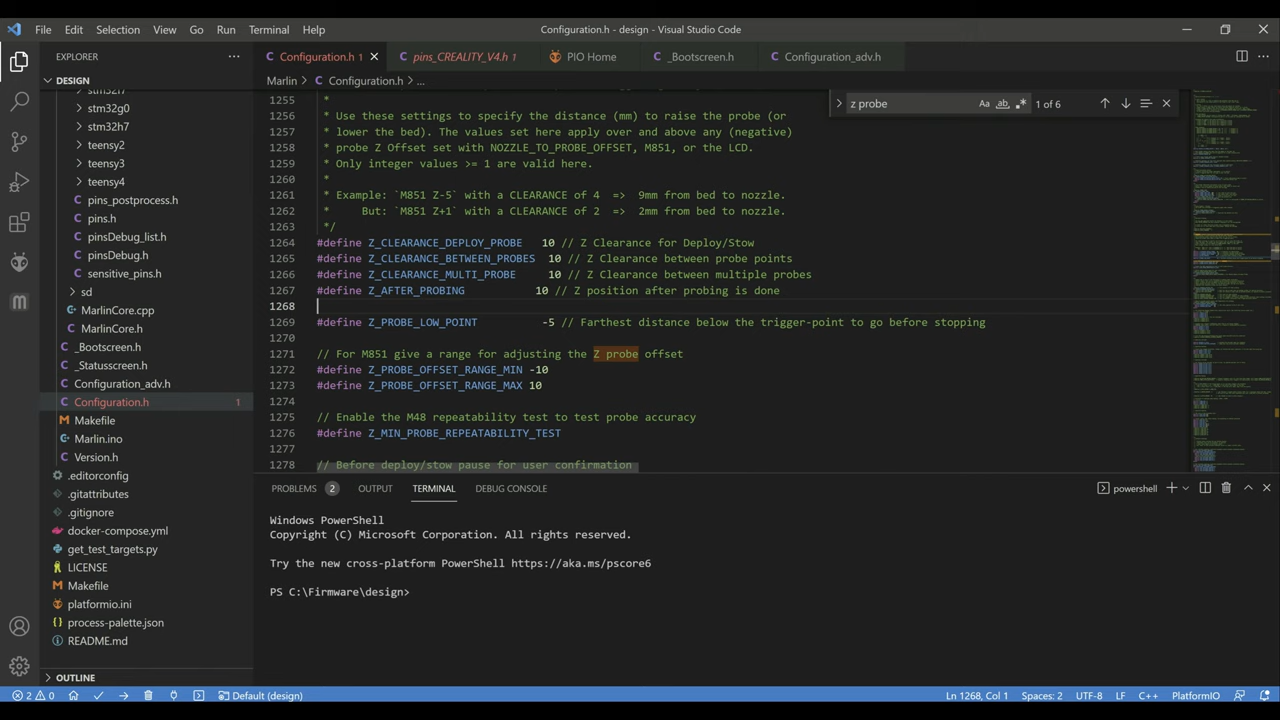 File Edit Selection View Go Run Terminal Help
Configuration.h - design - Visual Studio Code
EXPLORER
DESIGN
stm32f7
stm32g0
stm32h7
teensy2
teensy3
teensy4
pins_postprocess.h
pins.h
pinsDebug_list.h
pinsDebug.h
sensitive_pins.h
sd
MarlinCore.cpp
MarlinCore.h
_Bootscreen.h
_Statusscreen.h
Configuration_adv.h
Configuration.h 1
Makefile
Marlin.ino
Version.h
.editorconfig
.gitattributes
.gitignore
docker-compose.yml
get_test_targets.py
LICENSE
Makefile
platformio.ini
process-palette.json
README.md
OUTLINE
Configuration.h 1 pins_CREALITY_V4.h 1 PIO Home _Bootscreen.h Configuration_adv.h
Marlin > Configuration.h > ...
z probe Aa ab 1 of 6
1255 *
1256 * Use these settings to specify the distance (mm) to raise the probe (or
1257 * lower the bed). The values set here apply over and above any (negative)
1258 * probe Z Offset set with NOZZLE_TO_PROBE_OFFSET, M851, or the LCD.
1259 * Only integer values >= 1 are valid here.
1260 *
1261 * Example: `M851 Z-5` with a CLEARANCE of 4 => 9mm from bed to nozzle.
1262 * But: `M851 Z+1` with a CLEARANCE of 2 => 2mm from bed to nozzle.
1263 */
1264 #define Z_CLEARANCE_DEPLOY_PROBE 10 // Z Clearance for Deploy/Stow
1265 #define Z_CLEARANCE_BETWEEN_PROBES 10 // Z Clearance between probe points
1266 #define Z_CLEARANCE_MULTI_PROBE 10 // Z Clearance between multiple probes
1267 #define Z_AFTER_PROBING 10 // Z position after probing is done
1268
1269 #define Z_PROBE_LOW_POINT -5 // Farthest distance below the trigger-point to go before stopping
1270
1271 // For M851 give a range for adjusting the Z probe offset
1272 #define Z_PROBE_OFFSET_RANGE_MIN -10
1273 #define Z_PROBE_OFFSET_RANGE_MAX 10
1274
1275 // Enable the M48 repeatability test to test probe accuracy
1276 #define Z_MIN_PROBE_REPEATABILITY_TEST
1277
1278 // Before deploy/stow pause for user confirmation
PROBLEMS 2 OUTPUT TERMINAL DEBUG CONSOLE
powershell
Windows PowerShell
Copyright (C) Microsoft Corporation. All rights reserved.
Try the new cross-platform PowerShell https://aka.ms/pscore6
PS C:\Firmware\design>
2 0 Default (design)
Ln 1268, Col 1 Spaces: 2 UTF-8 LF C++ PlatformIO